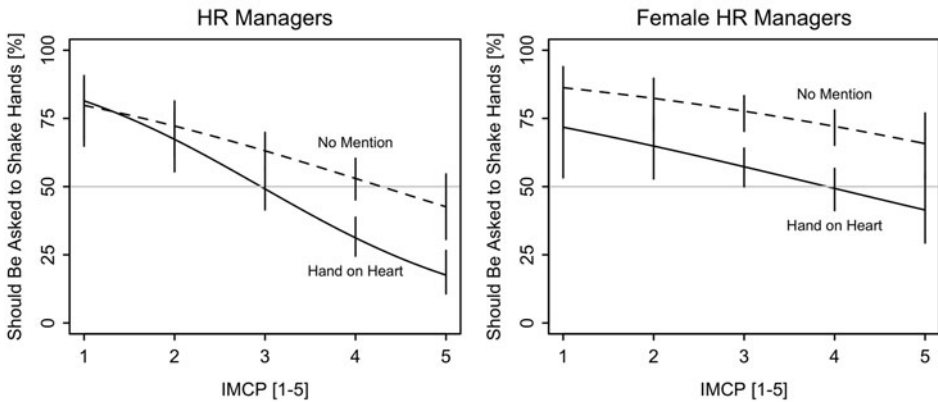 HR Managers
Should Be Asked to Shake Hands [%]
100
75
50
25
0
No Mention
Hand on Heart
1 2 3 4 5
IMCP [1-5]
Female HR Managers
Should Be Asked to Shake Hands [%]
100
75
50
25
0
No Mention
Hand on Heart
1 2 3 4 5
IMCP [1-5]